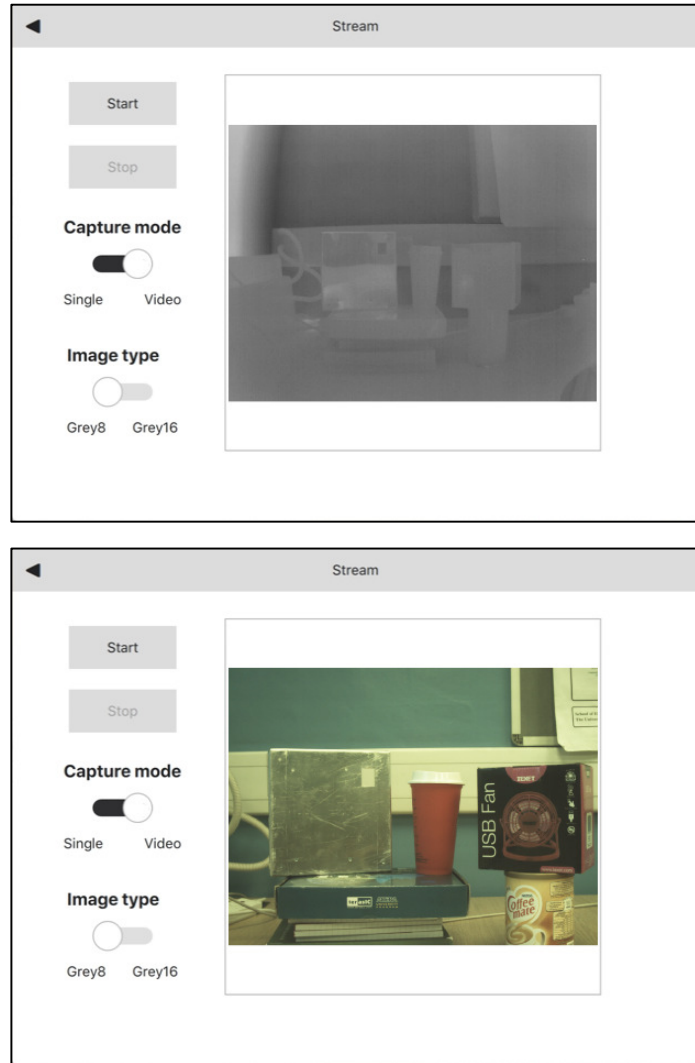 Stream
Start
Stop
Capture mode
Single Video
Image type
Grey8 Grey16
Stream
Start
Stop
Capture mode
Single Video
Image type
Grey8 Grey16
USB Fan
Coffee
mate